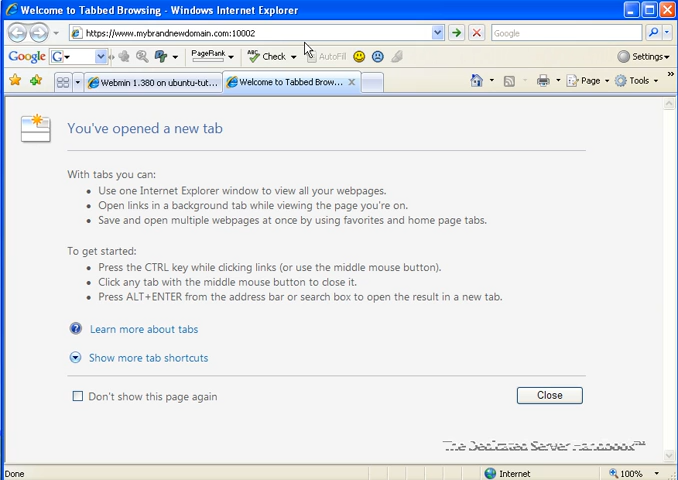 Welcome to Tabbed Browsing - Windows Internet Explorer
https://www.mybrandnewdomain.com:10002
Google
Google G PageRank Check AutoFill Settings
Webmin 1.380 on ubuntu-tut... Welcome to Tabbed Brow... Page Tools
You've opened a new tab
With tabs you can:
Use one Internet Explorer window to view all your webpages.
Open links in a background tab while viewing the page you're on.
Save and open multiple webpages at once by using favorites and home page tabs.
To get started:
Press the CTRL key while clicking links (or use the middle mouse button).
Click any tab with the middle mouse button to close it.
Press ALT+ENTER from the address bar or search box to open the result in a new tab.
Learn more about tabs
Show more tab shortcuts
Don't show this page again
Close
The Dedicated Server Handbook™
Done Internet 100%